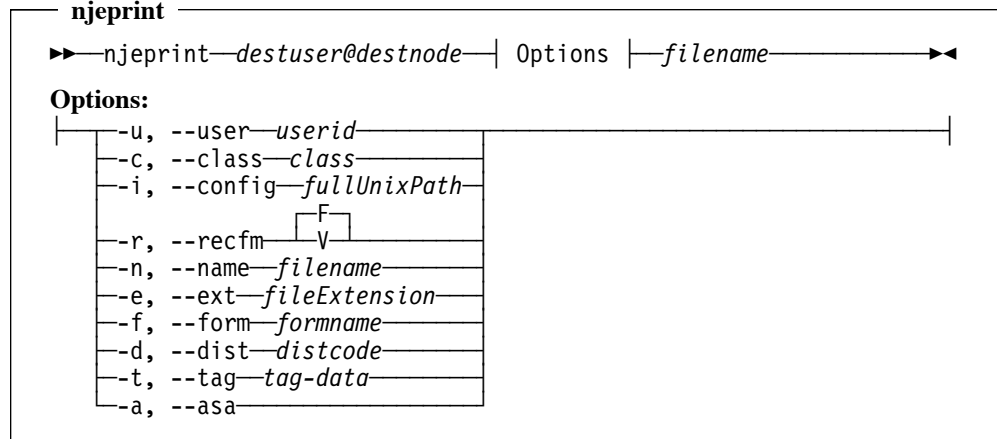 njeprint
►►──njeprint──destuser@destnode──┤ Options ├──filename──►◄
Options:
-u, --user──userid
-c, --class──class
-i, --config──fullUnixPath
F
-r, --recfm──V
-n, --name──filename
-e, --ext──fileExtension
-f, --form──formname
-d, --dist──distcode
-t, --tag──tag-data
-a, --asa